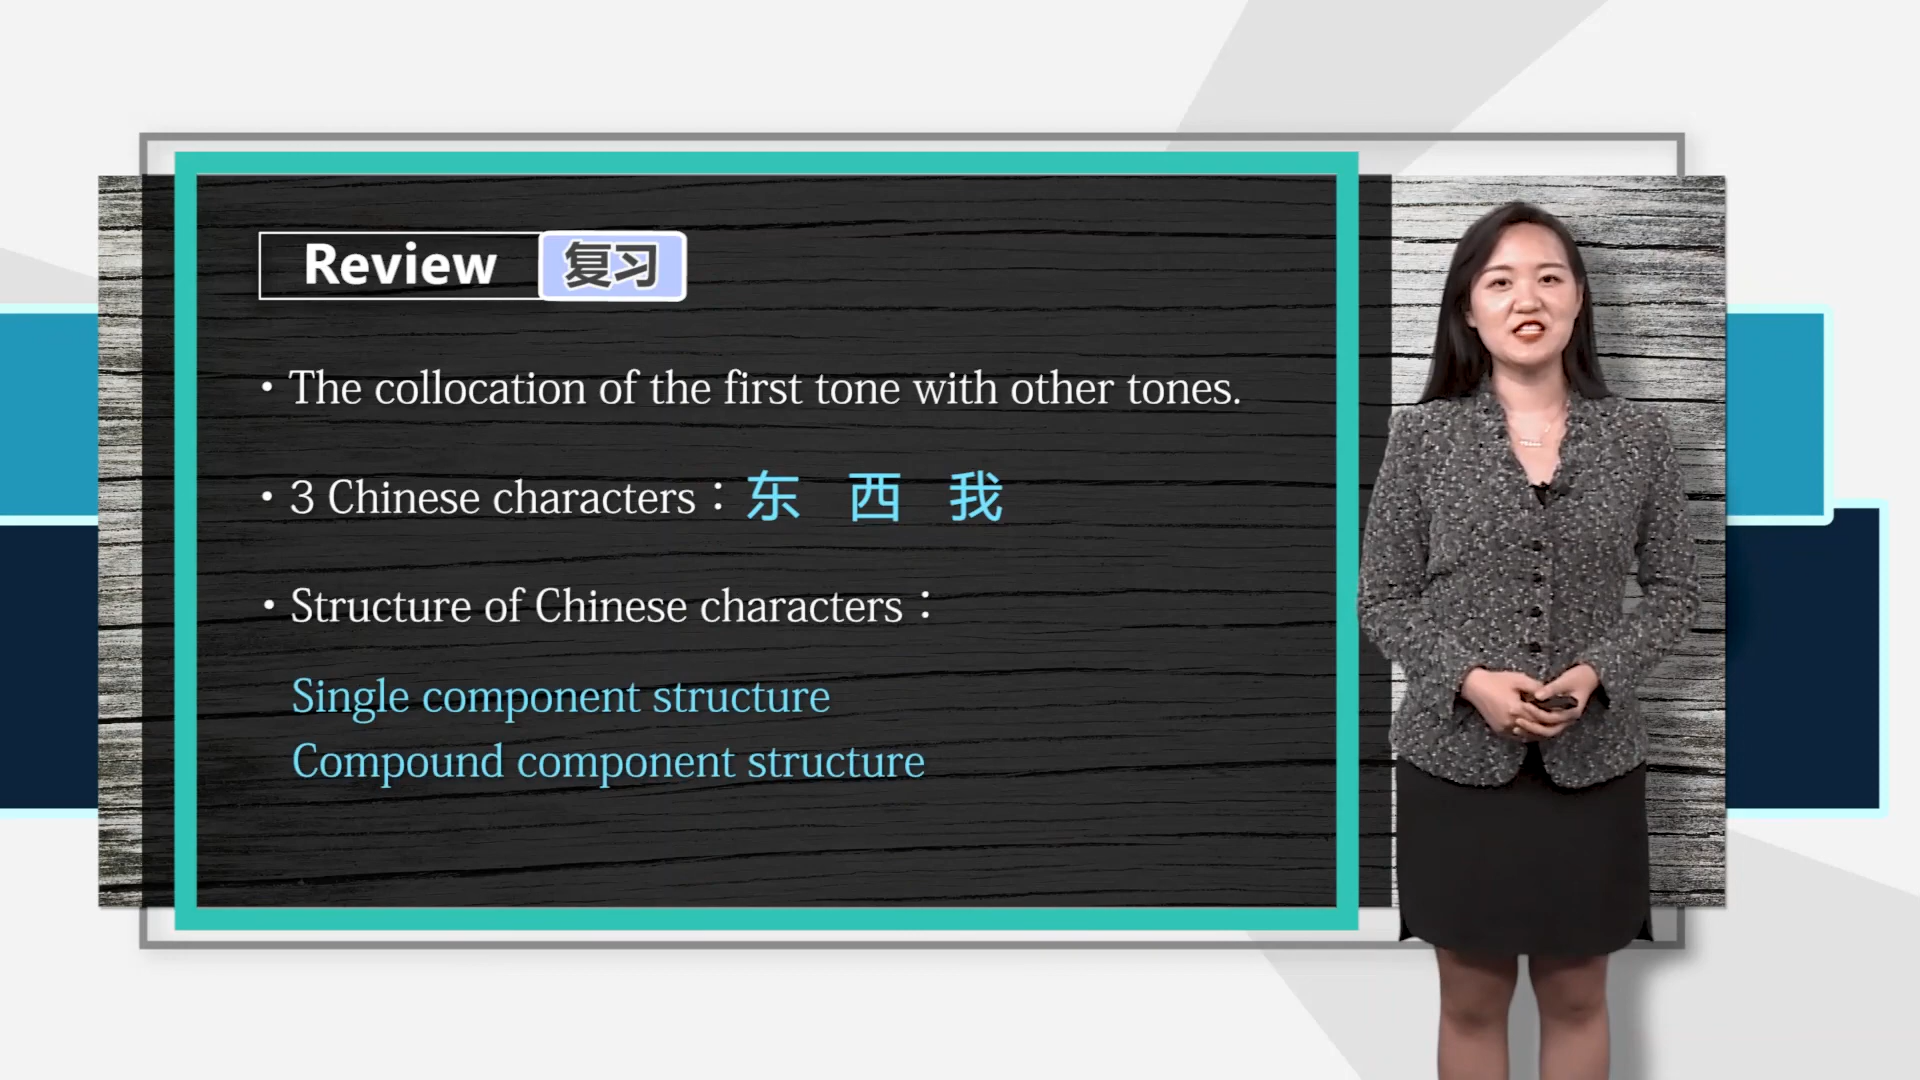 Review 复习
· The collocation of the first tone with other tones.
· 3 Chinese characters：东 西 我
· Structure of Chinese characters：
Single component structure
Compound component structure